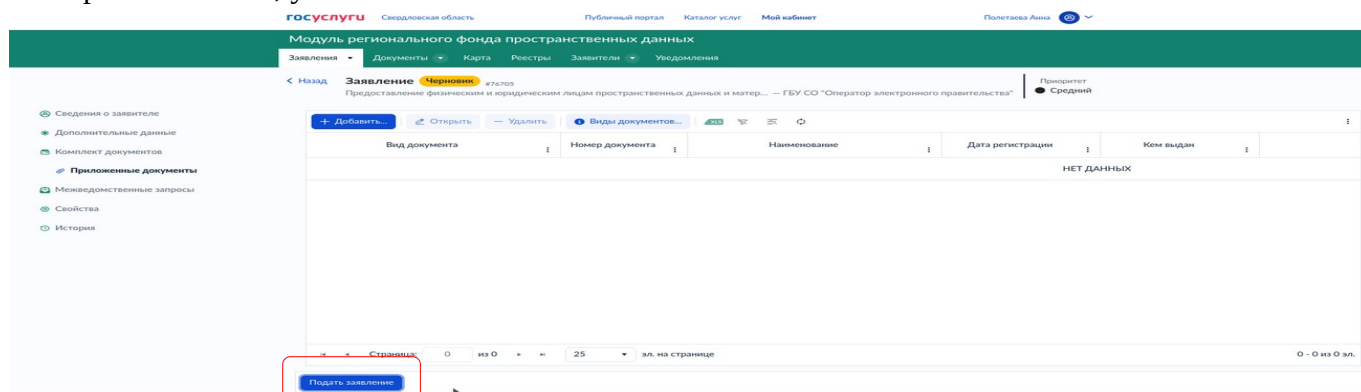 госуслуги Свердловская область Публичный портал Каталог услуг Мой кабинет Полетаева Анна
Модуль регионального фонда пространственных данных
Заявления Документы Карта Реестры Заявители Уведомления
Назад Заявление Черновик #76705 Приоритет
Предоставление физическим и юридическим лицам пространственных данных и матер... — ГБУ СО "Оператор электронного правительства" Средний
Сведения о заявителе
Дополнительные данные
Комплект документов
Приложенные документы
Межведомственные запросы
Свойства
История
+ Добавить... Открыть — Удалить Виды документов... XLS
Вид документа Номер документа Наименование Дата регистрации Кем выдан
НЕТ ДАННЫХ
Страница: 0 из 0 25 эл. на странице 0 - 0 из 0 эл.
Подать заявление